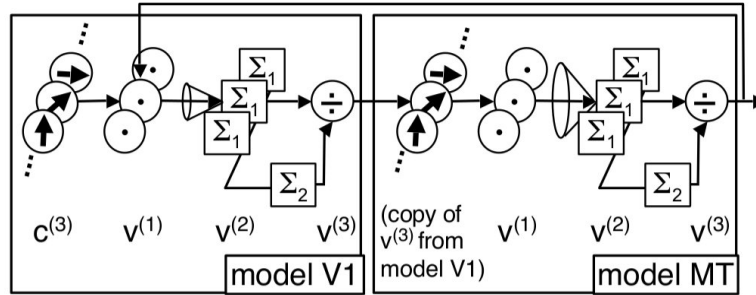 Σ1
Σ1
Σ1
÷
Σ2
c(3)
v(1)
v(2)
v(3)
model V1
Σ1
Σ1
Σ1
÷
Σ2
(copy of
v(3) from
model V1)
v(1)
v(2)
v(3)
model MT